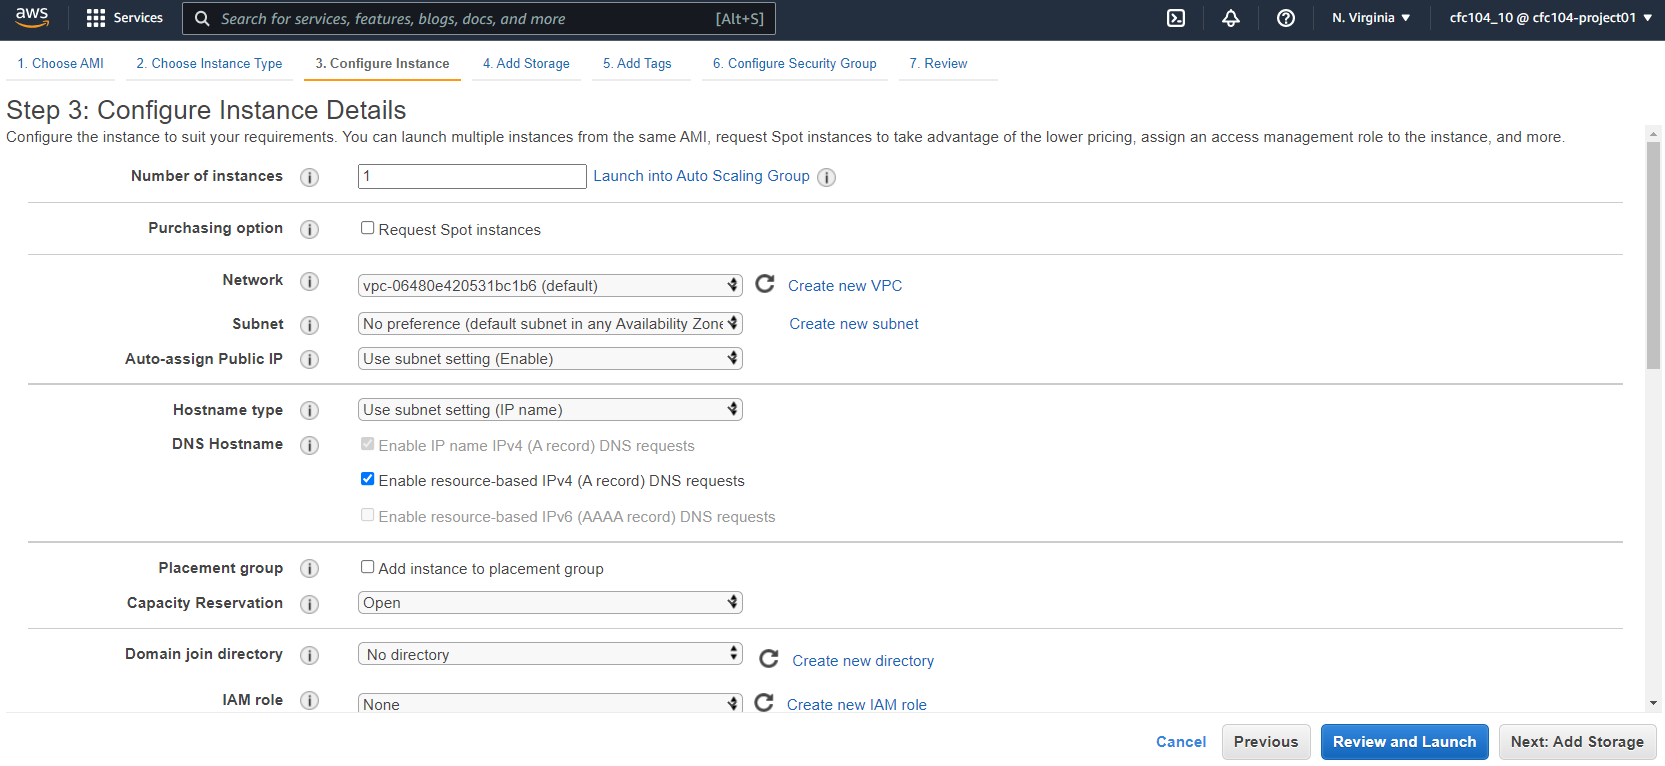 aws Services Search for services, features, blogs, docs, and more [Alt+S] N. Virginia cfc104_10 @ cfc104-project01
1. Choose AMI 2. Choose Instance Type 3. Configure Instance 4. Add Storage 5. Add Tags 6. Configure Security Group 7. Review
Step 3: Configure Instance Details
Configure the instance to suit your requirements. You can launch multiple instances from the same AMI, request Spot instances to take advantage of the lower pricing, assign an access management role to the instance, and more.
Number of instances i 1 Launch into Auto Scaling Group i
Purchasing option i Request Spot instances
Network i vpc-06480e420531bc1b6 (default) Create new VPC
Subnet i No preference (default subnet in any Availability Zone Create new subnet
Auto-assign Public IP i Use subnet setting (Enable)
Hostname type i Use subnet setting (IP name)
DNS Hostname i Enable IP name IPv4 (A record) DNS requests
Enable resource-based IPv4 (A record) DNS requests
Enable resource-based IPv6 (AAAA record) DNS requests
Placement group i Add instance to placement group
Capacity Reservation i Open
Domain join directory i No directory Create new directory
IAM role i None Create new IAM role
Cancel Previous Review and Launch Next: Add Storage